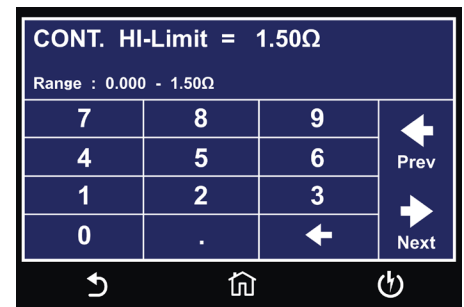 CONT. HI-Limit = 1.50Ω
Range : 0.000 - 1.50Ω
7 8 9
4 5 6
Prev
1 2 3
0 .
Next